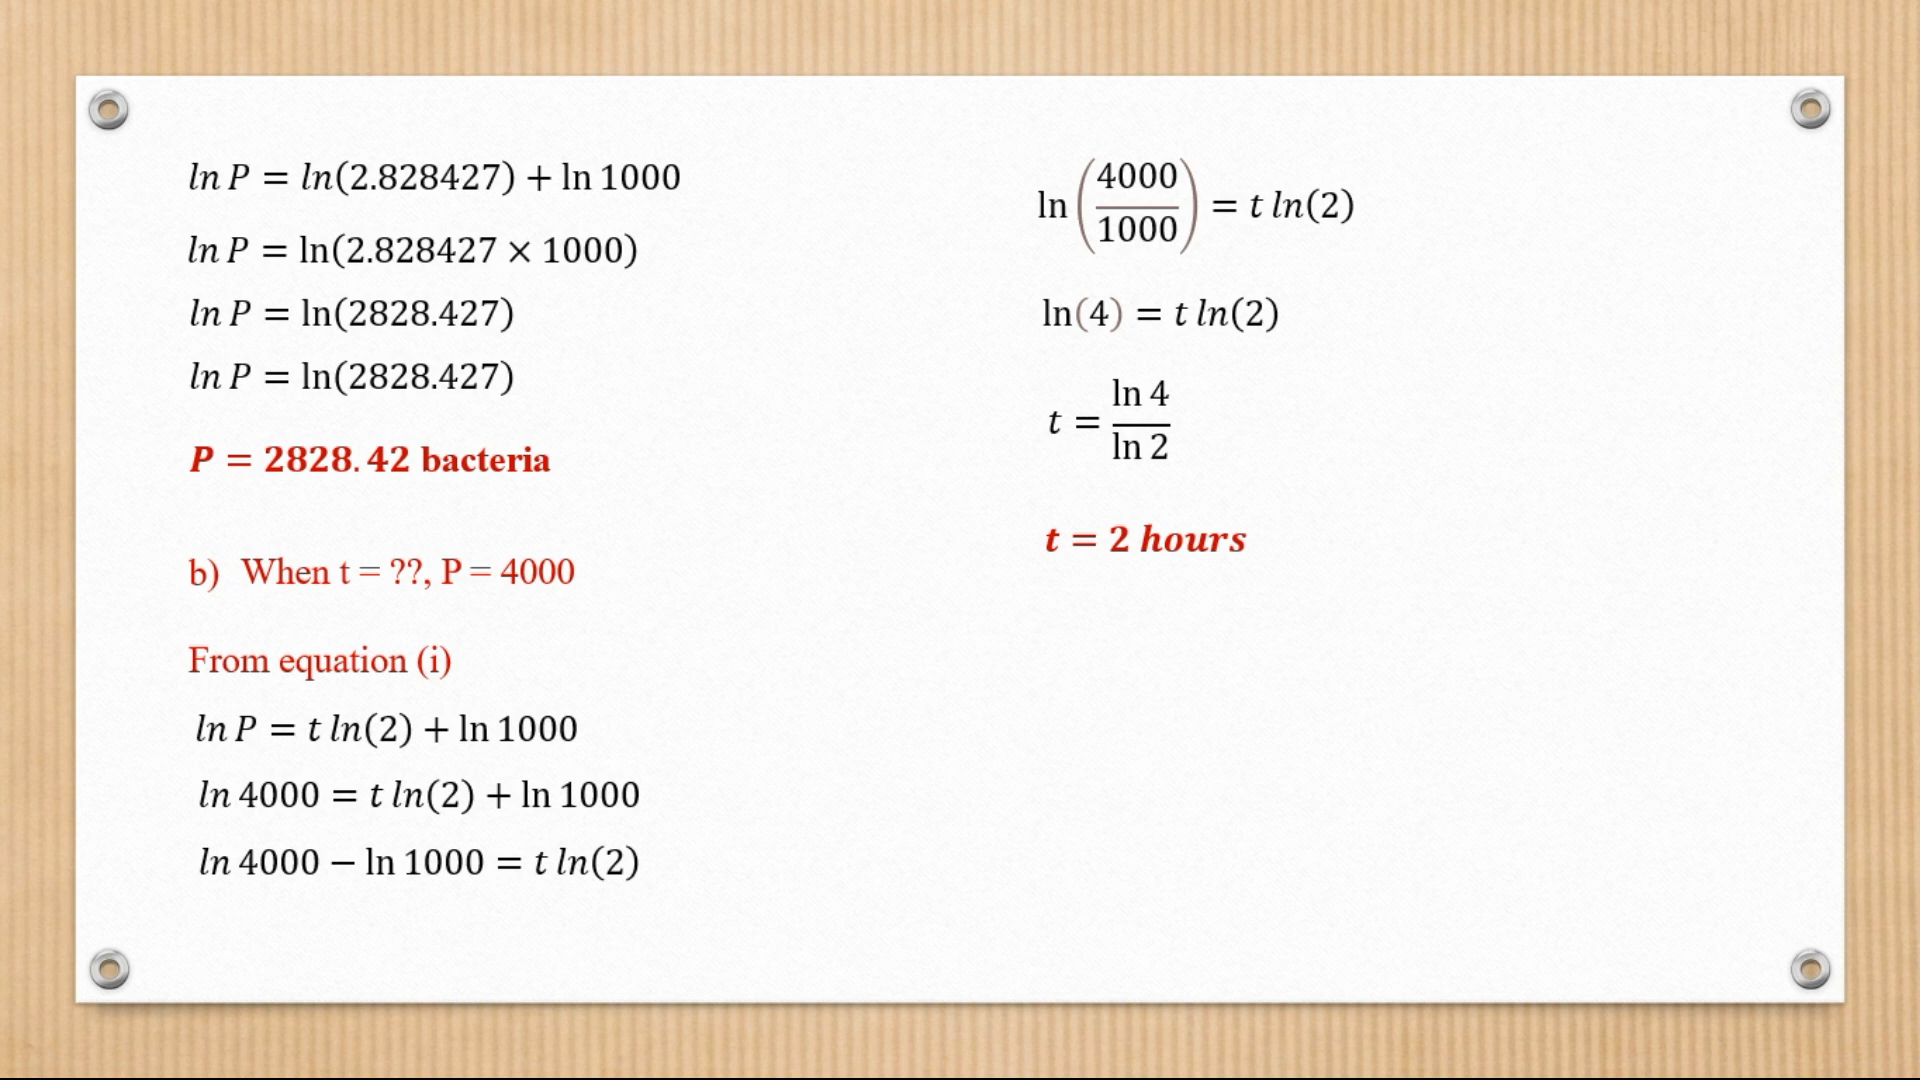 ln P = ln(2.828427) + ln 1000
ln P = ln(2.828427 × 1000)
ln P = ln(2828.427)
ln P = ln(2828.427)
P = 2828.42 bacteria
b) When t = ??, P = 4000
From equation (i)
ln P = t ln(2) + ln 1000
ln 4000 = t ln(2) + ln 1000
ln 4000 − ln 1000 = t ln(2)
ln(4000/1000) = t ln(2)
ln(4) = t ln(2)
t = ln 4/ln 2
t = 2 hours